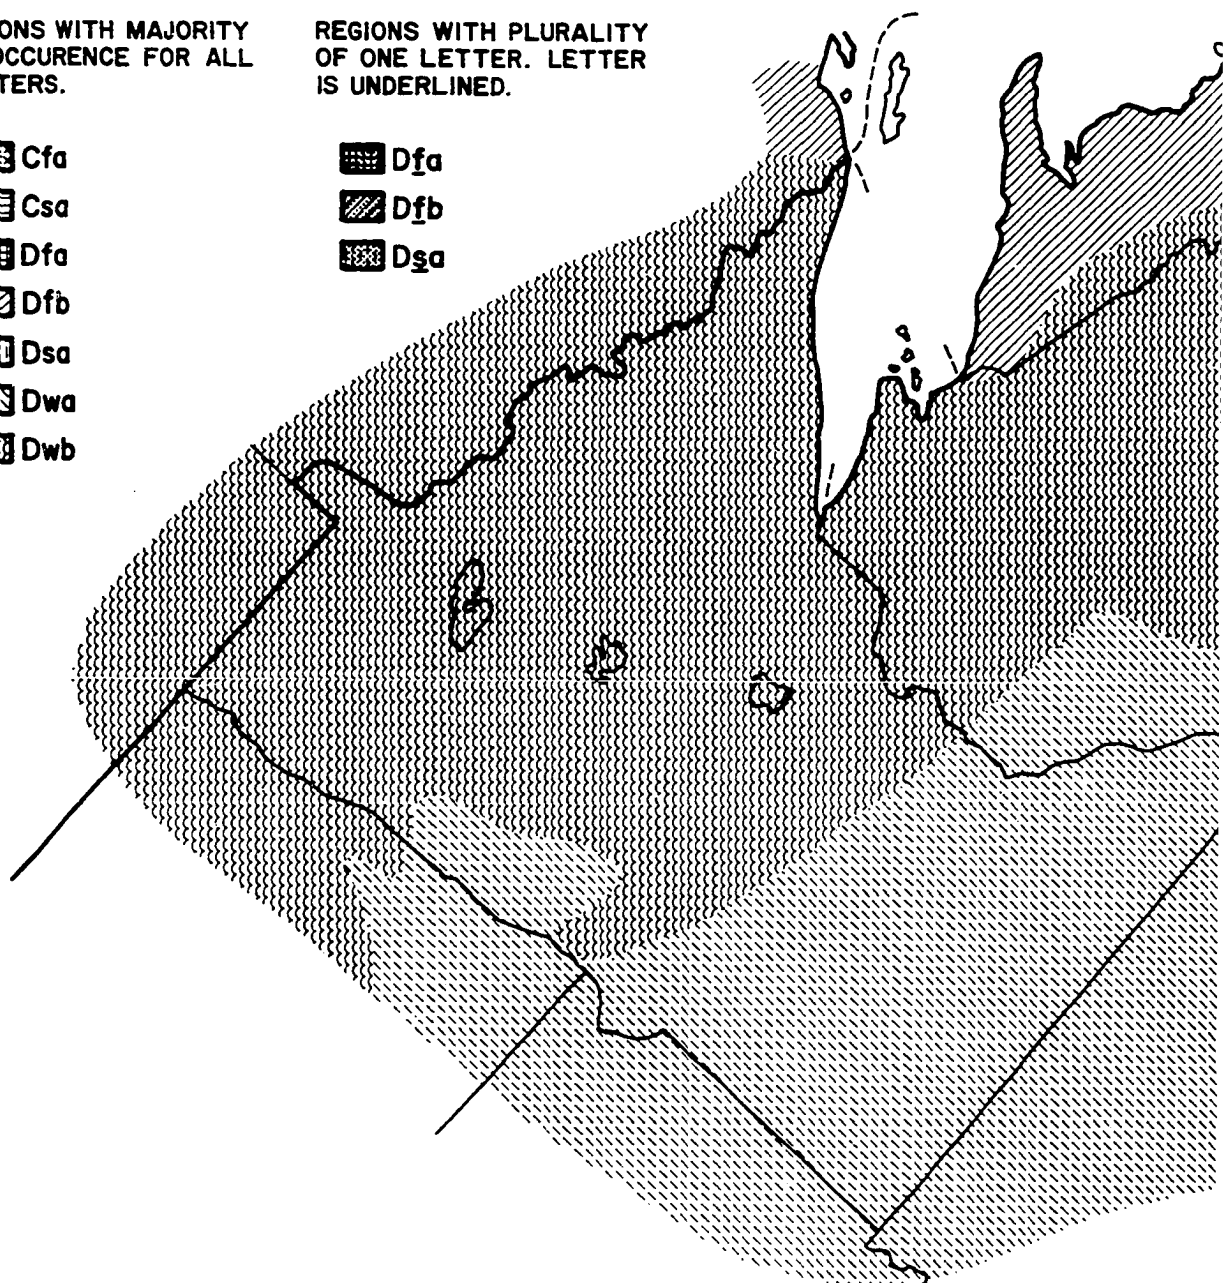 ONS WITH MAJORITY
OCCURENCE FOR ALL
TERS.
Cfa
Csa
Dfa
Dfb
Dsa
Dwa
Dwb
REGIONS WITH PLURALITY
OF ONE LETTER. LETTER
IS UNDERLINED.
Dfa
Dfb
Dsa